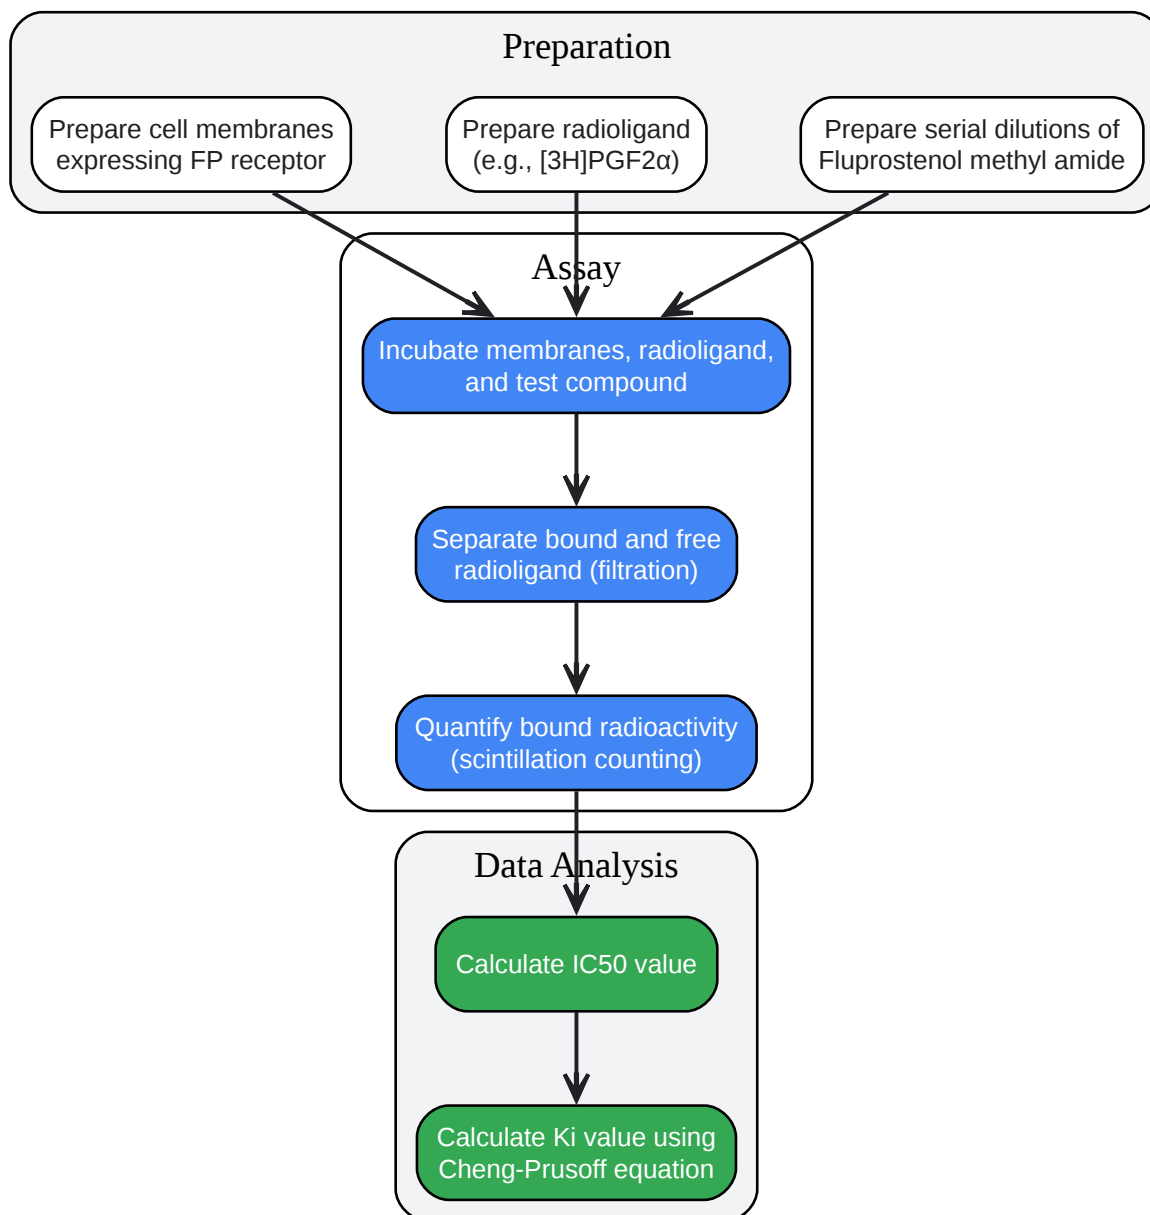 Preparation
Prepare cell membranes
expressing FP receptor
Prepare radioligand
(e.g., [3H]PGF2α)
Prepare serial dilutions of
Fluprostenol methyl amide
Assay
Incubate membranes, radioligand,
and test compound
Separate bound and free
radioligand (filtration)
Quantify bound radioactivity
(scintillation counting)
Data Analysis
Calculate IC50 value
Calculate Ki value using
Cheng-Prusoff equation